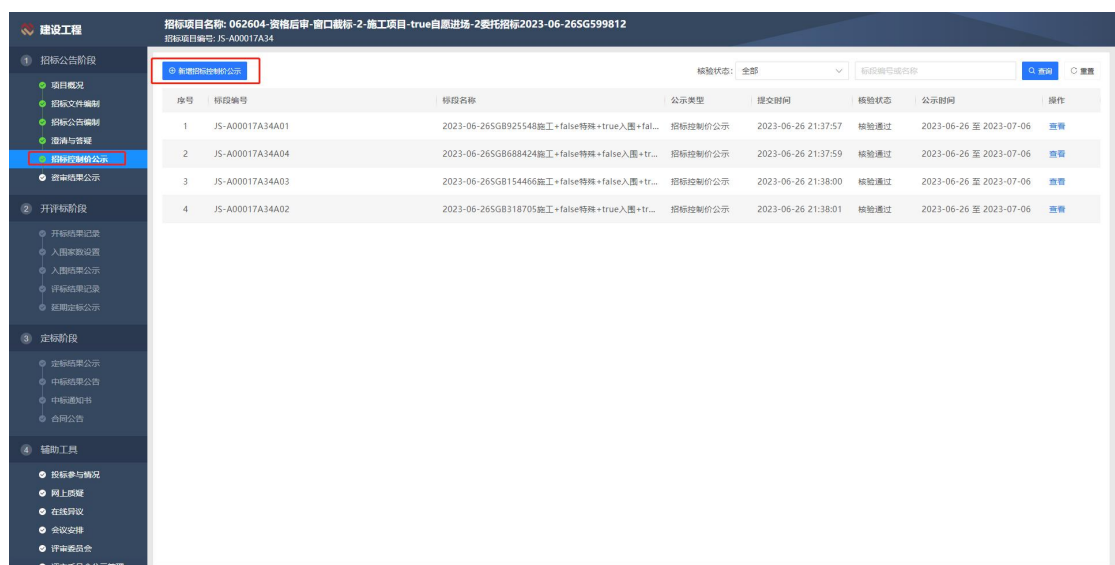 建设工程
招标项目名称: 062604-资格后审-窗口截标-2-施工项目-true自愿进场-2委托招标2023-06-26SG599812
招标项目编号: JS-A00017A34
1 招标公告阶段
项目概况
招标文件编制
招标公告编制
澄清与答疑
招标控制价公示
资审结果公示
2 开评标阶段
开标结果记录
入围家数设置
入围结果公示
评标结果记录
延期定标公示
3 定标阶段
定标结果公示
中标结果公告
中标通知书
合同公告
4 辅助工具
投标参与情况
网上质疑
在线异议
会议安排
评审委员会
新增招标控制价公示
核验状态: 全部 标段编号或名称 查询 重置
序号 标段编号 标段名称 公示类型 提交时间 核验状态 公示时间 操作
1 JS-A00017A34A01 2023-06-26SGB925548施工+false特殊+true入围+fal... 招标控制价公示 2023-06-26 21:37:57 核验通过 2023-06-26 至 2023-07-06 查看
2 JS-A00017A34A04 2023-06-26SGB688424施工+false特殊+false入围+tr... 招标控制价公示 2023-06-26 21:37:59 核验通过 2023-06-26 至 2023-07-06 查看
3 JS-A00017A34A03 2023-06-26SGB154466施工+false特殊+false入围+tr... 招标控制价公示 2023-06-26 21:38:00 核验通过 2023-06-26 至 2023-07-06 查看
4 JS-A00017A34A02 2023-06-26SGB318705施工+false特殊+true入围+tr... 招标控制价公示 2023-06-26 21:38:01 核验通过 2023-06-26 至 2023-07-06 查看